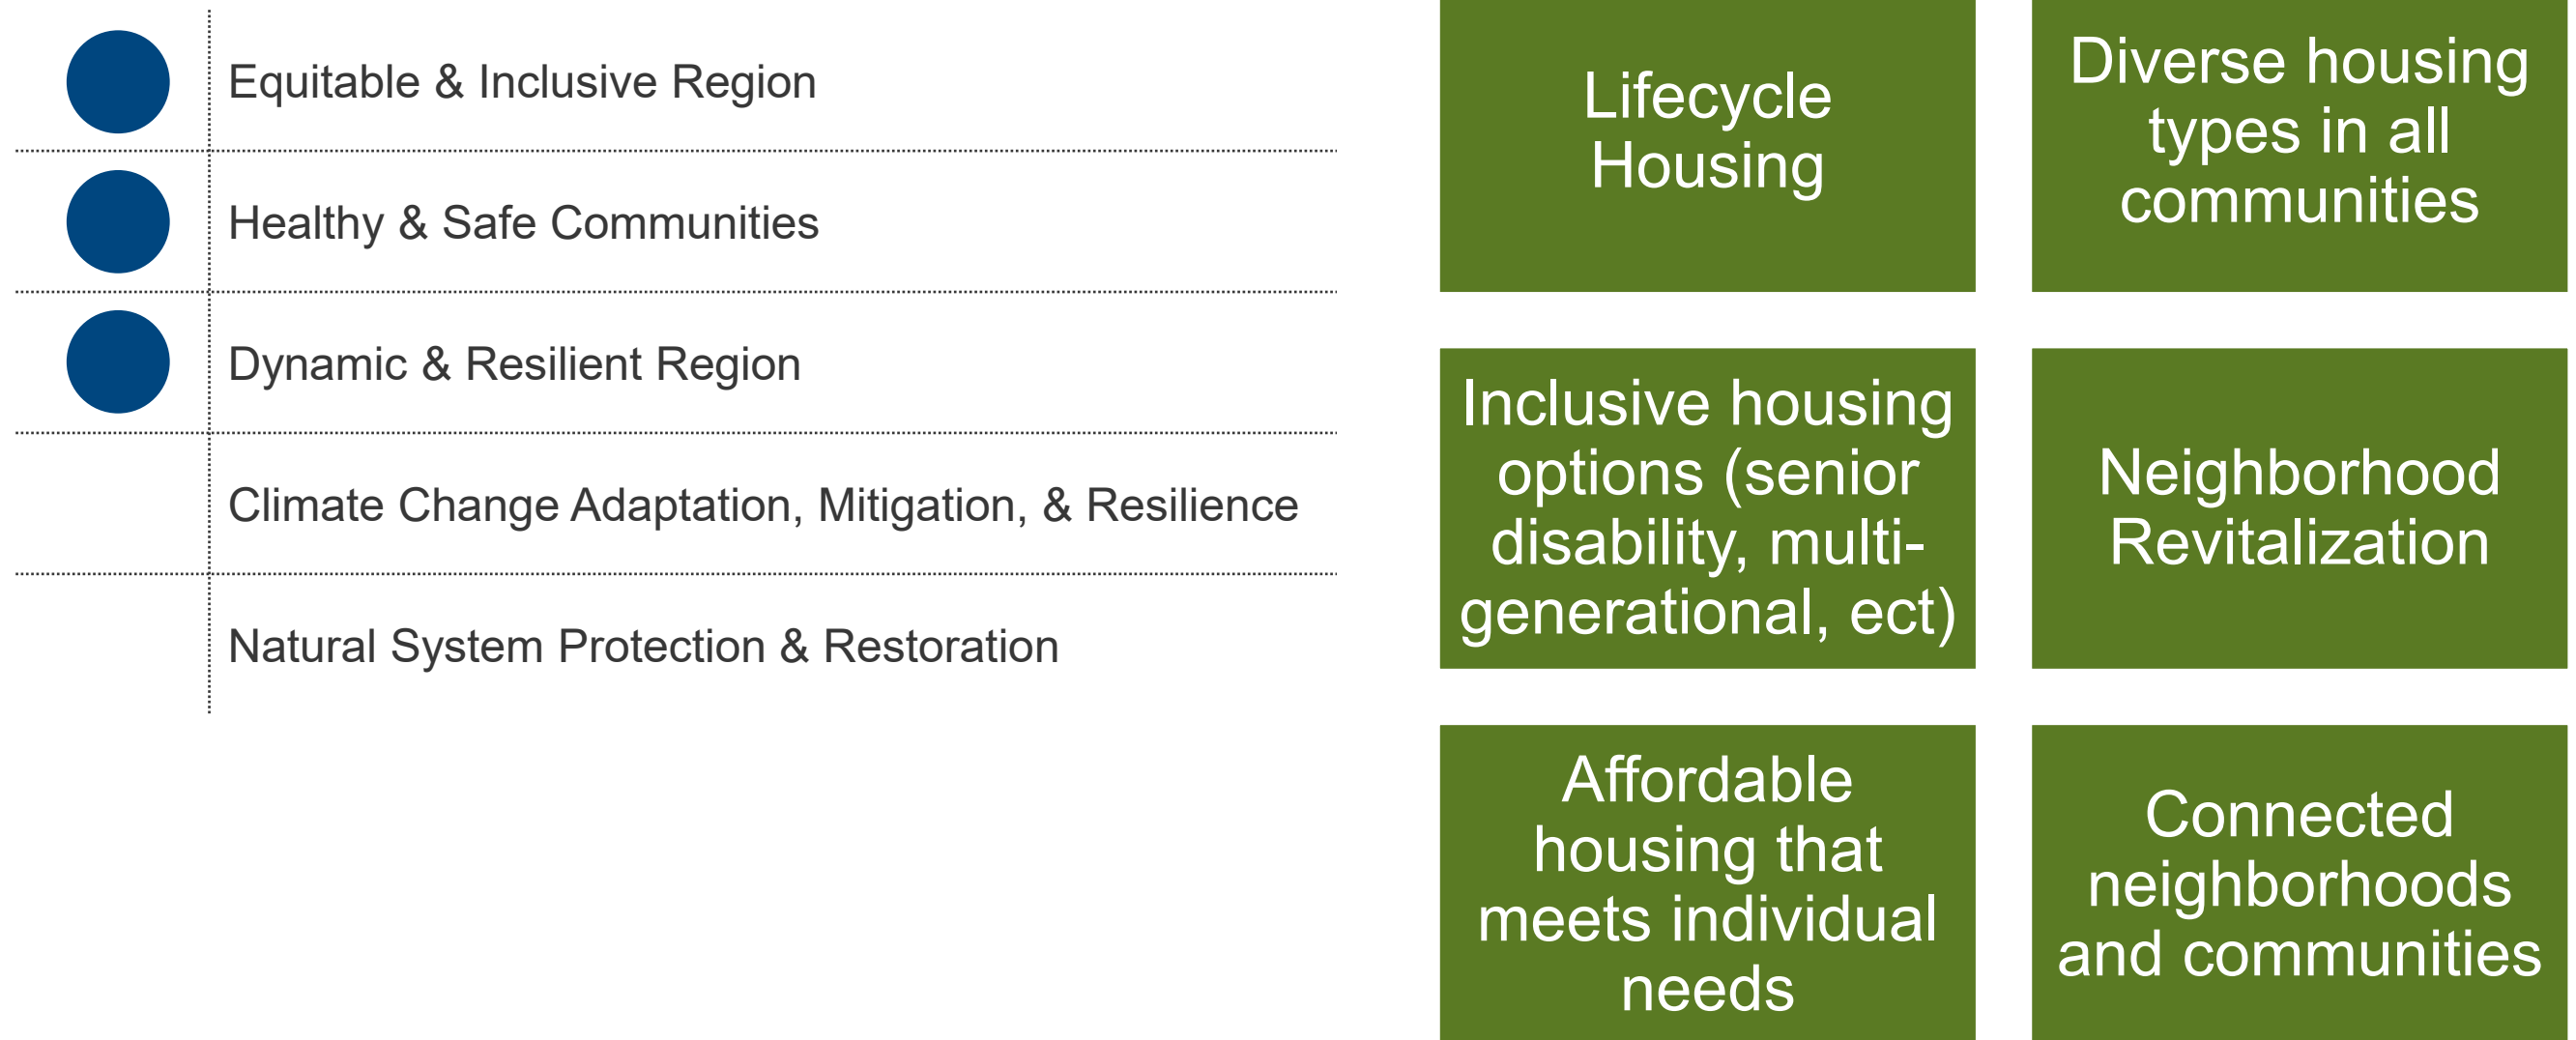 Equitable & Inclusive Region
Healthy & Safe Communities
Dynamic & Resilient Region
Climate Change Adaptation, Mitigation, & Resilience
Natural System Protection & Restoration
Lifecycle
Housing
Diverse housing
types in all
communities
Inclusive housing
options (senior
disability, multi-
generational, ect)
Neighborhood
Revitalization
Affordable
housing that
meets individual
needs
Connected
neighborhoods
and communities